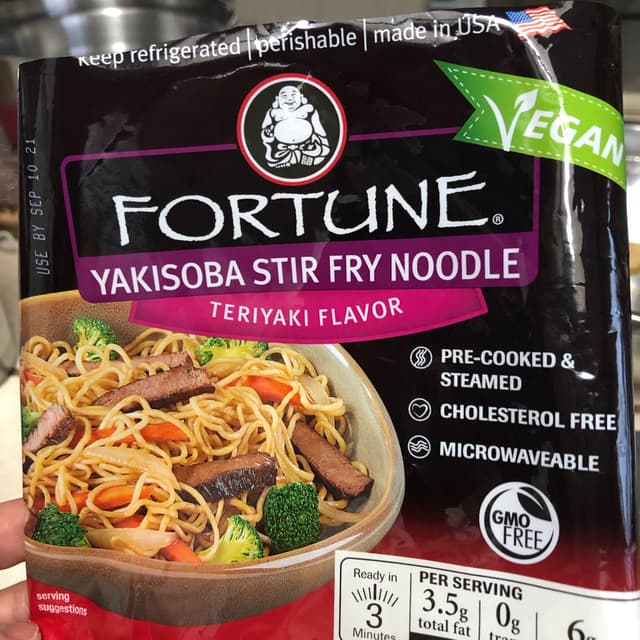 keep refrigerated | perishable | made in USA
VEGAN
USE BY SEP 10 21
FORTUNE®
YAKISOBA STIR FRY NOODLE
TERIYAKI FLAVOR
PRE-COOKED &
STEAMED
CHOLESTEROL FREE
MICROWAVEABLE
GMO
FREE
serving
suggestions
Ready in
3
Minutes
PER SERVING
3.5g
total fat
0g